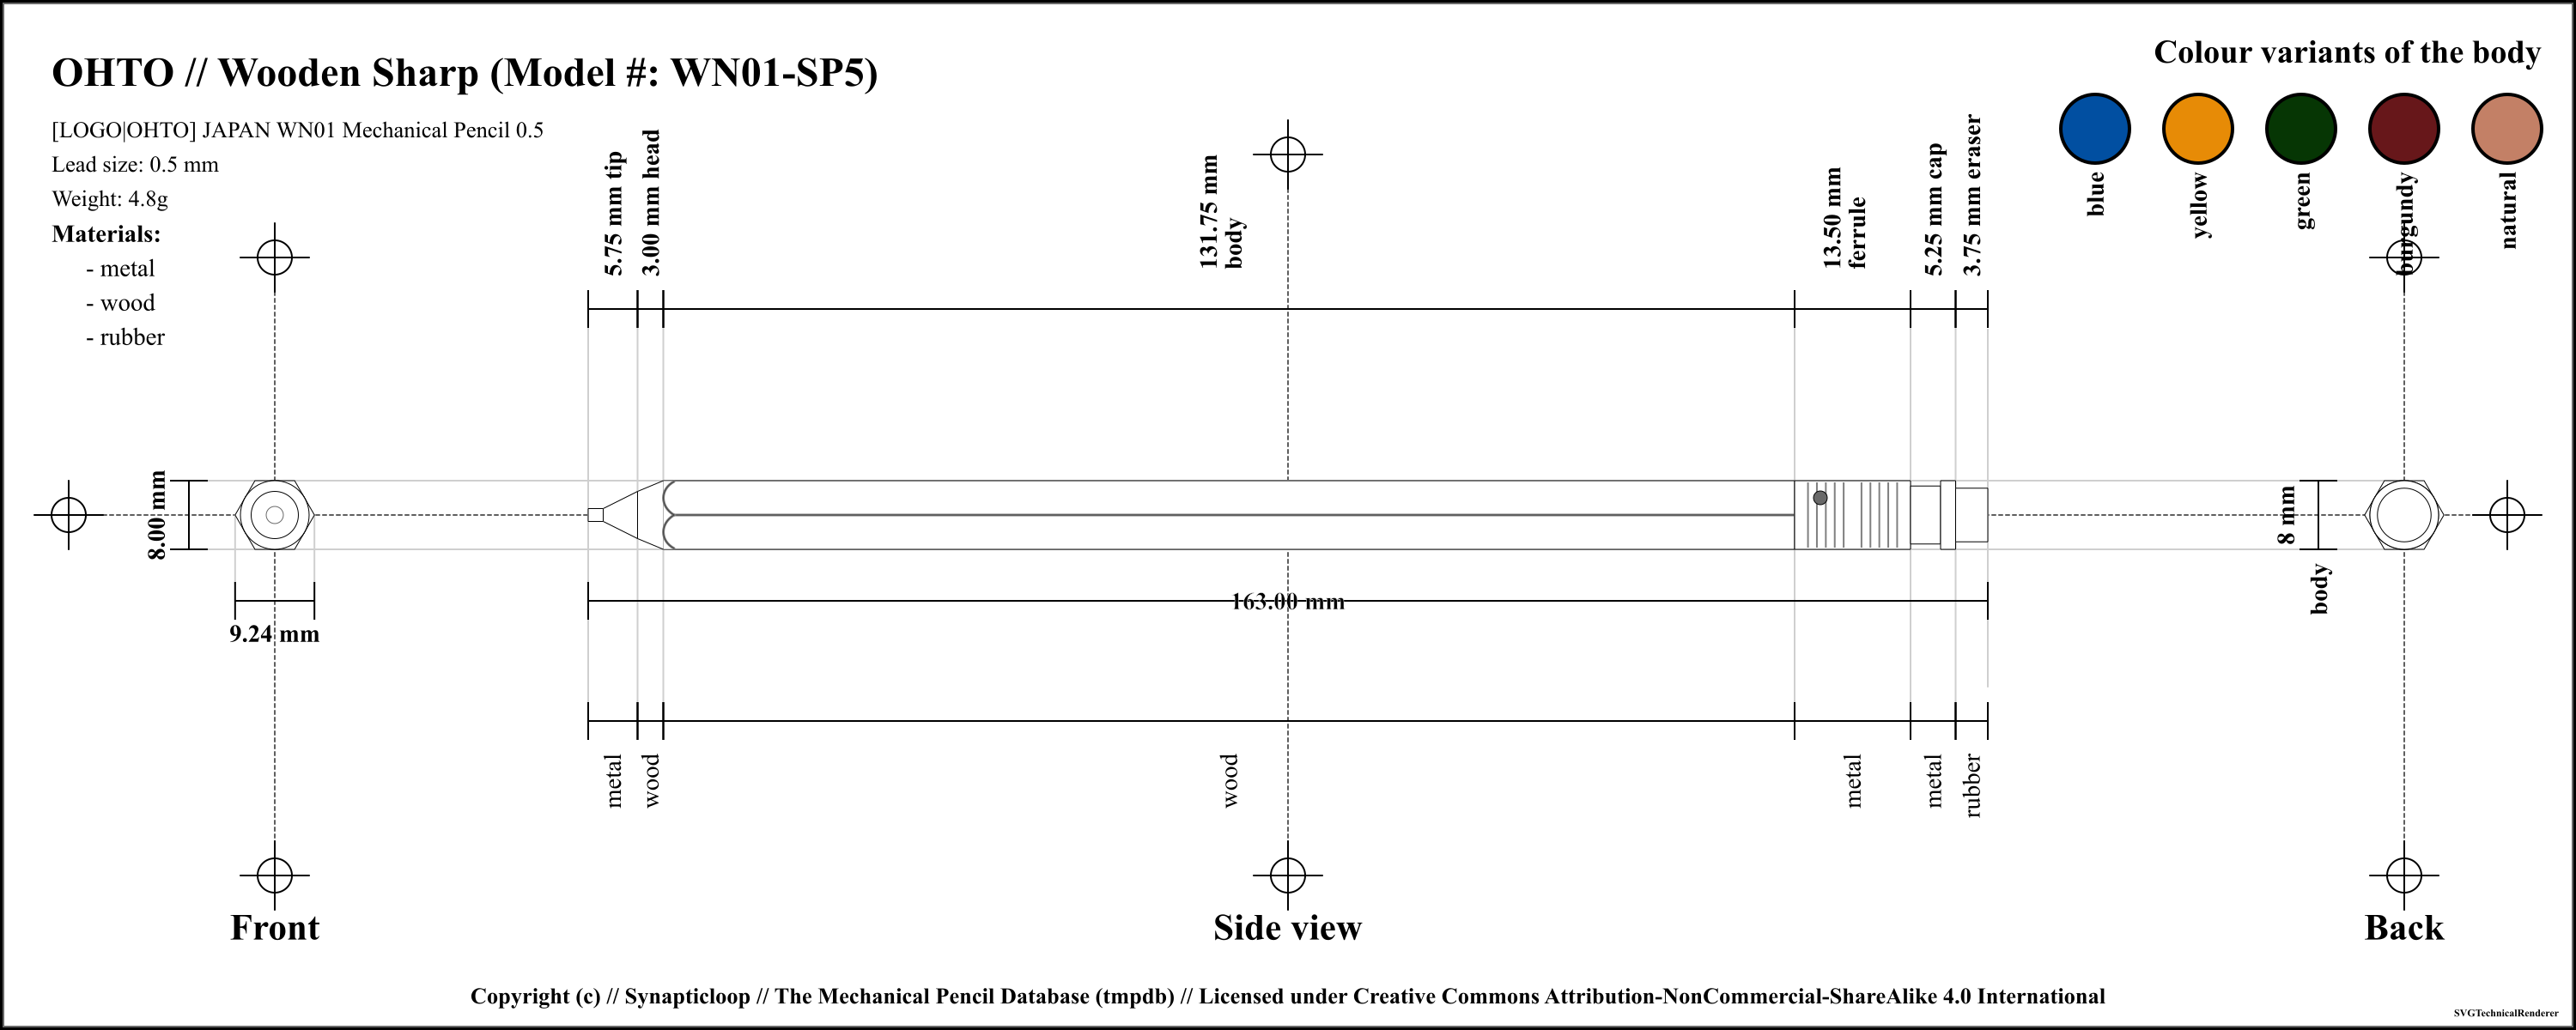 OHTO // Wooden Sharp (Model #: WN01-SP5)
[LOGO|OHTO] JAPAN WN01 Mechanical Pencil 0.5
Lead size: 0.5 mm
Weight: 4.8g
Materials:
- metal
- wood
- rubber
Colour variants of the body
blue
yellow
green
burgundy
natural
5.75 mm tip
3.00 mm head
131.75 mm
body
13.50 mm
ferrule
5.25 mm cap
3.75 mm eraser
8.00 mm
9.24 mm
163.00 mm
8 mm
body
metal
wood
wood
metal
metal
rubber
Front
Side view
Back
Copyright (c) // Synapticloop // The Mechanical Pencil Database (tmpdb) // Licensed under Creative Commons Attribution-NonCommercial-ShareAlike 4.0 International
SVGTechnicalRenderer